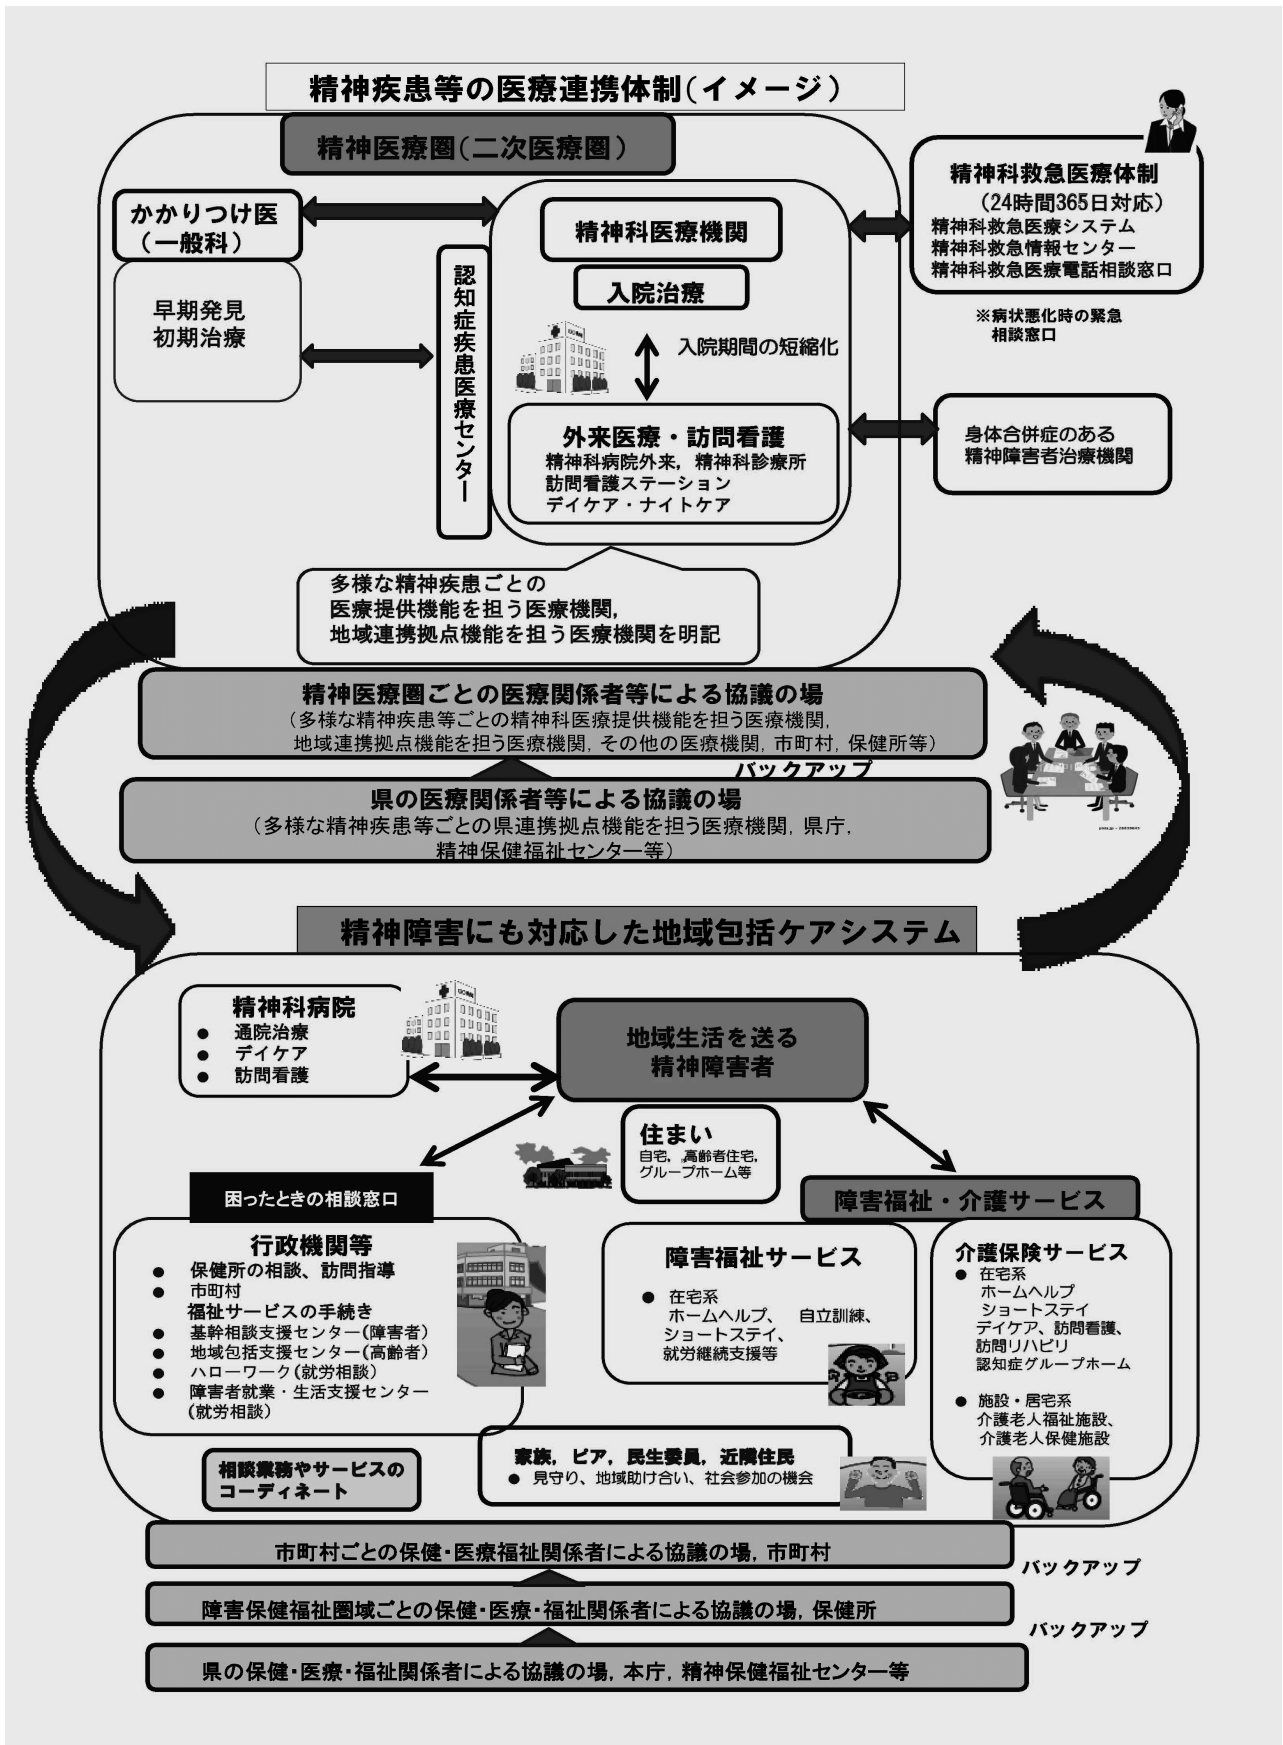 精神疾患等の医療連携体制(イメージ)
精神医療圏(二次医療圏)
かかりつけ医
(一般科)
早期発見
初期治療
認知症疾患医療センター
精神科医療機関
入院治療
入院期間の短縮化
外来医療・訪問看護
精神科病院外来，精神科診療所
訪問看護ステーション
デイケア・ナイトケア
精神科救急医療体制
(24時間365日対応)
精神科救急医療システム
精神科救急情報センター
精神科救急医療電話相談窓口
※病状悪化時の緊急
相談窓口
身体合併症のある
精神障害者治療機関
多様な精神疾患ごとの
医療提供機能を担う医療機関，
地域連携拠点機能を担う医療機関を明記
精神医療圏ごとの医療関係者等による協議の場
(多様な精神疾患等ごとの精神科医療提供機能を担う医療機関，
地域連携拠点機能を担う医療機関，その他の医療機関，市町村，保健所等)
バックアップ
県の医療関係者等による協議の場
(多様な精神疾患等ごとの県連携拠点機能を担う医療機関，県庁，
精神保健福祉センター等)
精神障害にも対応した地域包括ケアシステム
精神科病院
● 通院治療
● デイケア
● 訪問看護
地域生活を送る
精神障害者
住まい
自宅，高齢者住宅，
グループホーム等
困ったときの相談窓口
行政機関等
● 保健所の相談、訪問指導
● 市町村
福祉サービスの手続き
● 基幹相談支援センター(障害者)
● 地域包括支援センター(高齢者)
● ハローワーク(就労相談)
● 障害者就業・生活支援センター
(就労相談)
障害福祉・介護サービス
障害福祉サービス
● 在宅系
ホームヘルプ、 自立訓練、
ショートステイ、
就労継続支援等
介護保険サービス
● 在宅系
ホームヘルプ
ショートステイ
デイケア、訪問看護、
訪問リハビリ
認知症グループホーム
● 施設・居宅系
介護老人福祉施設、
介護老人保健施設
相談業務やサービスの
コーディネート
家族，ピア，民生委員，近隣住民
● 見守り、地域助け合い、社会参加の機会
市町村ごとの保健・医療福祉関係者による協議の場，市町村
バックアップ
障害保健福祉圏域ごとの保健・医療・福祉関係者による協議の場，保健所
バックアップ
県の保健・医療・福祉関係者による協議の場，本庁，精神保健福祉センター等